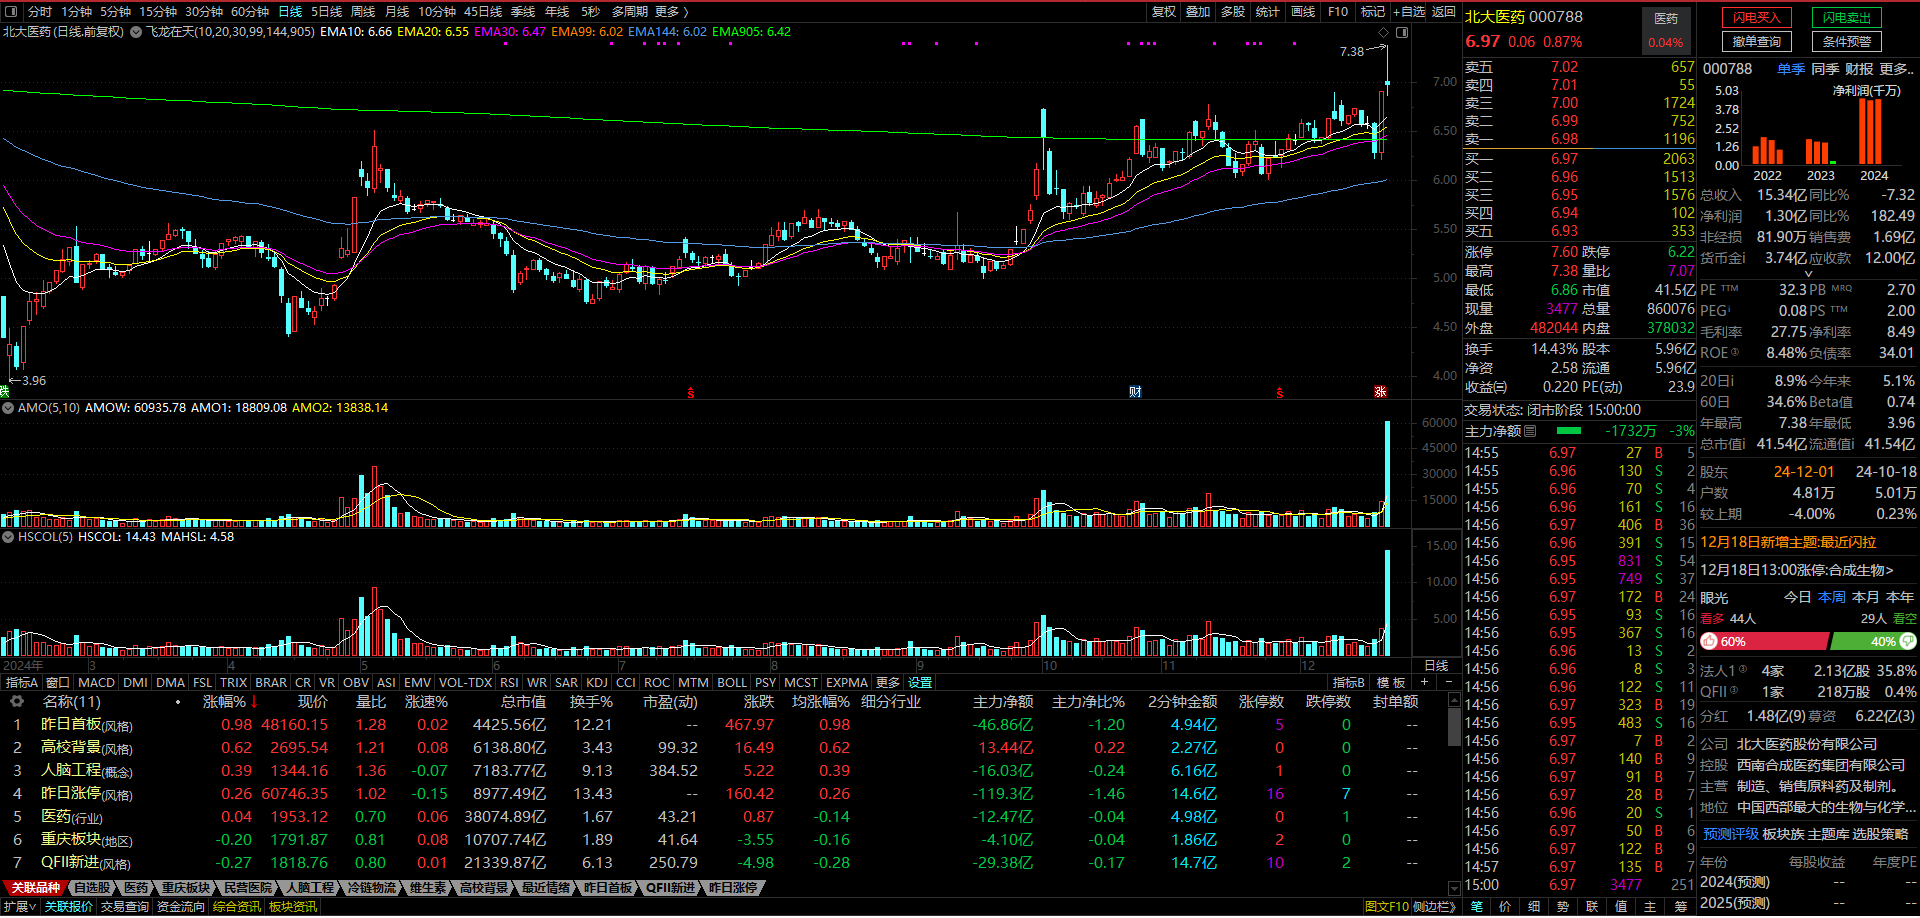 分时 1分钟 5分钟 15分钟 30分钟 60分钟 日线 5日线 周线 月线 10分钟 45日线 季线 年线 5秒 多周期 更多 〉 复权 叠加 多股 统计 画线 F10 标记 +自选 返回
北大医药(日线,前复权) 飞龙在天(10,20,30,99,144,905) EMA10: 6.66 EMA20: 6.55 EMA30: 6.47 EMA99: 6.02 EMA144: 6.02 EMA905: 6.42
7.38
7.00
6.50
6.00
5.50
5.00
4.50
4.00
3.96
跌 财 涨
AMO(5,10) AMOW: 60935.78 AMO1: 18809.08 AMO2: 13838.14
60000
45000
30000
15000
HSCOL(5) HSCOL: 14.43 MAHSL: 4.58
15.00
10.00
5.00
2024年 3 4 5 6 7 8 9 10 11 12 日线
指标A 窗口 MACD DMI DMA FSL TRIX BRAR CR VR OBV ASI EMV VOL-TDX RSI WR SAR KDJ CCI ROC MTM BOLL PSY MCST EXPMA 更多 设置 指标B 模 板 + −
名称(11) 涨幅%↓ 现价 量比 涨速% 总市值 换手% 市盈(动) 涨跌 均涨幅% 细分行业 主力净额 主力净比% 2分钟金额 涨停数 跌停数 封单额
1 昨日首板(风格) 0.98 48160.15 1.28 0.02 4425.56亿 12.21 -- 467.97 0.98 -46.86亿 -1.20 4.94亿 5 0 --
2 高校背景(风格) 0.62 2695.54 1.21 0.08 6138.80亿 3.43 99.32 16.49 0.62 13.44亿 0.22 2.27亿 0 0 --
3 人脑工程(概念) 0.39 1344.16 1.36 -0.07 7183.77亿 9.13 384.52 5.22 0.39 -16.03亿 -0.24 6.16亿 1 0 --
4 昨日涨停(风格) 0.26 60746.35 1.02 -0.15 8977.49亿 13.43 -- 160.42 0.26 -119.3亿 -1.46 14.6亿 16 7 --
5 医药(行业) 0.04 1953.12 0.70 0.06 38074.89亿 1.67 43.21 0.87 -0.14 -12.47亿 -0.04 4.98亿 0 1 --
6 重庆板块(地区) -0.20 1791.87 0.81 0.08 10707.74亿 1.89 41.64 -3.55 -0.16 -4.10亿 -0.04 1.86亿 2 0 --
7 QFII新进(风格) -0.27 1818.76 0.80 0.01 21339.87亿 6.13 250.79 -4.98 -0.28 -29.38亿 -0.17 14.7亿 10 2 --
关联品种 自选股 医药 重庆板块 民营医院 人脑工程 冷链物流 维生素 高校背景 最近情绪 昨日首板 QFII新进 昨日涨停
扩展 关联报价 交易查询 资金流向 综合资讯 板块资讯 图文F10 侧边栏》
北大医药 000788
6.97 0.06 0.87%
医药
0.04%
卖五 7.02 657
卖四 7.01 55
卖三 7.00 1724
卖二 6.99 752
卖一 6.98 1196
买一 6.97 2063
买二 6.96 1513
买三 6.95 1576
买四 6.94 102
买五 6.93 353
涨停 7.60 跌停 6.22
最高 7.38 量比 7.07
最低 6.86 市值 41.5亿
现量 3477 总量 860076
外盘 482044 内盘 378032
换手 14.43% 股本 5.96亿
净资 2.58 流通 5.96亿
收益㈢ 0.220 PE(动) 23.9
交易状态: 闭市阶段 15:00:00
主力净额 -1732万 -3%
14:55 6.97 27 B 5
14:55 6.96 130 S 2
14:55 6.96 70 S 4
14:56 6.96 161 S 16
14:56 6.97 406 B 36
14:56 6.96 391 S 15
14:56 6.95 831 S 54
14:56 6.95 749 S 37
14:56 6.97 172 B 24
14:56 6.95 93 S 16
14:56 6.95 367 S 16
14:56 6.96 13 S 2
14:56 6.96 8 S 3
14:56 6.96 122 S 11
14:56 6.97 323 B 19
14:56 6.95 483 S 16
14:56 6.97 7 B 2
14:56 6.97 140 B 9
14:56 6.97 91 B 7
14:56 6.97 28 B 7
14:56 6.96 20 S 1
14:56 6.97 50 B 6
14:56 6.97 122 B 9
14:57 6.97 135 B 7
15:00 6.97 3477 251
笔 价 细 势 联 值 主 筹
闪电买入 闪电卖出
撤单查询 条件预警
000788 单季 同季 财报 更多..
净利润(千万)
5.03
3.78
2.52
1.26
0.00
2022 2023 2024
总收入 15.34亿 同比% -7.32
净利润 1.30亿 同比% 182.49
非经损 81.90万 销售费 1.69亿
货币金i 3.74亿 应收款 12.00亿
PE TTM 32.3 PB MRQ 2.70
PEG i 0.08 PS TTM 2.00
毛利率 27.75 净利率 8.49
ROE③ 8.48% 负债率 34.01
20日i 8.9% 今年来 5.1%
60日 34.6% Beta值 0.74
年最高 7.38 年最低 3.96
总市值i 41.54亿 流通值i 41.54亿
股东 24-12-01 24-10-18
户数 4.81万 5.01万
较上期 -4.00% 0.23%
12月18日新增主题:最近闪拉
12月18日13:00涨停:合成生物>
眼光 今日 本周 本月 本年
看多 44人 29人 看空
60% 40%
法人1③ 4家 2.13亿股 35.8%
QFII③ 1家 218万股 0.4%
分红 1.48亿(9) 募资 6.22亿(3)
公司 北大医药股份有限公司
控股 西南合成医药集团有限公司
主营 制造、销售原料药及制剂。
地位 中国西部最大的生物与化学...
预测评级 板块族 主题库 选股策略
年份 每股收益 年度PE
2024(预测) -- --
2025(预测) -- --